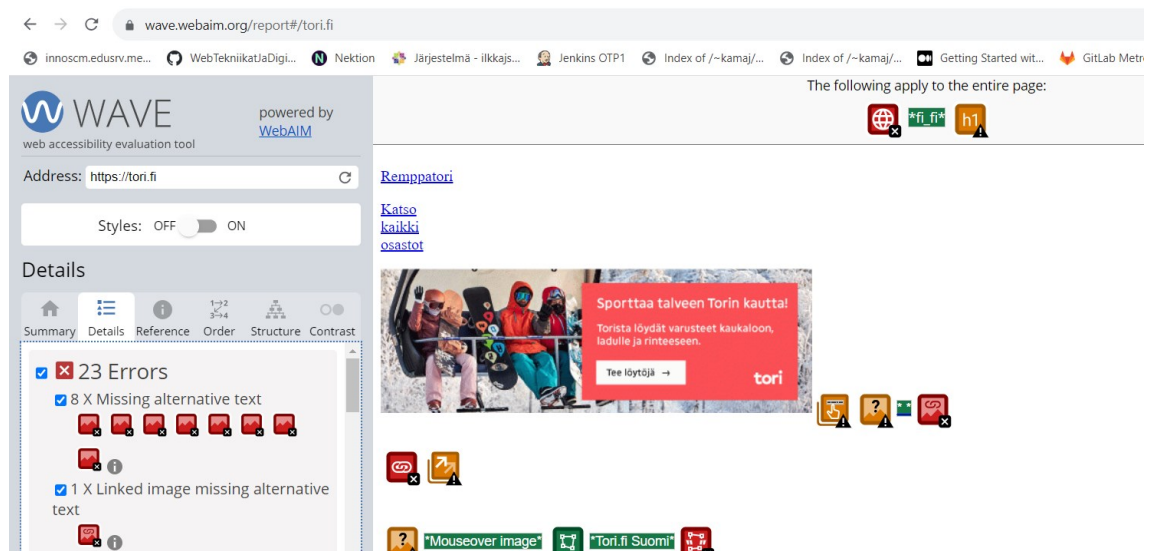 wave.webaim.org/report#/tori.fi
innoscm.edusrv.me... WebTekniikatJaDigi... Nektion Järjestelmä - ilkkajs... Jenkins OTP1 Index of /~kamaj/... Index of /~kamaj/... Getting Started wit... GitLab Metr
The following apply to the entire page:
*fi_fi* h1
WAVE
powered by
WebAIM
web accessibility evaluation tool
Address: https://tori.fi
Styles: OFF ON
Details
Summary Details Reference Order Structure Contrast
23 Errors
8 X Missing alternative text
1 X Linked image missing alternative
text
Remppatori
Katso
kaikki
osastot
Sporttaa talveen Torin kautta!
Torista löydät varusteet kaukaloon,
ladulle ja rinteeseen.
Tee löytöjä →
tori
* *
*Mouseover image* *Tori.fi Suomi*